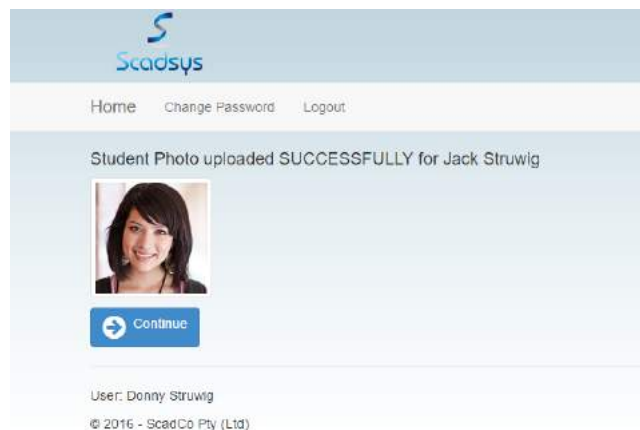 Scadsys
Home Change Password Logout
Student Photo uploaded SUCCESSFULLY for Jack Struwig
Continue
User: Donny Struwig
© 2016 - ScadCo Pty (Ltd)